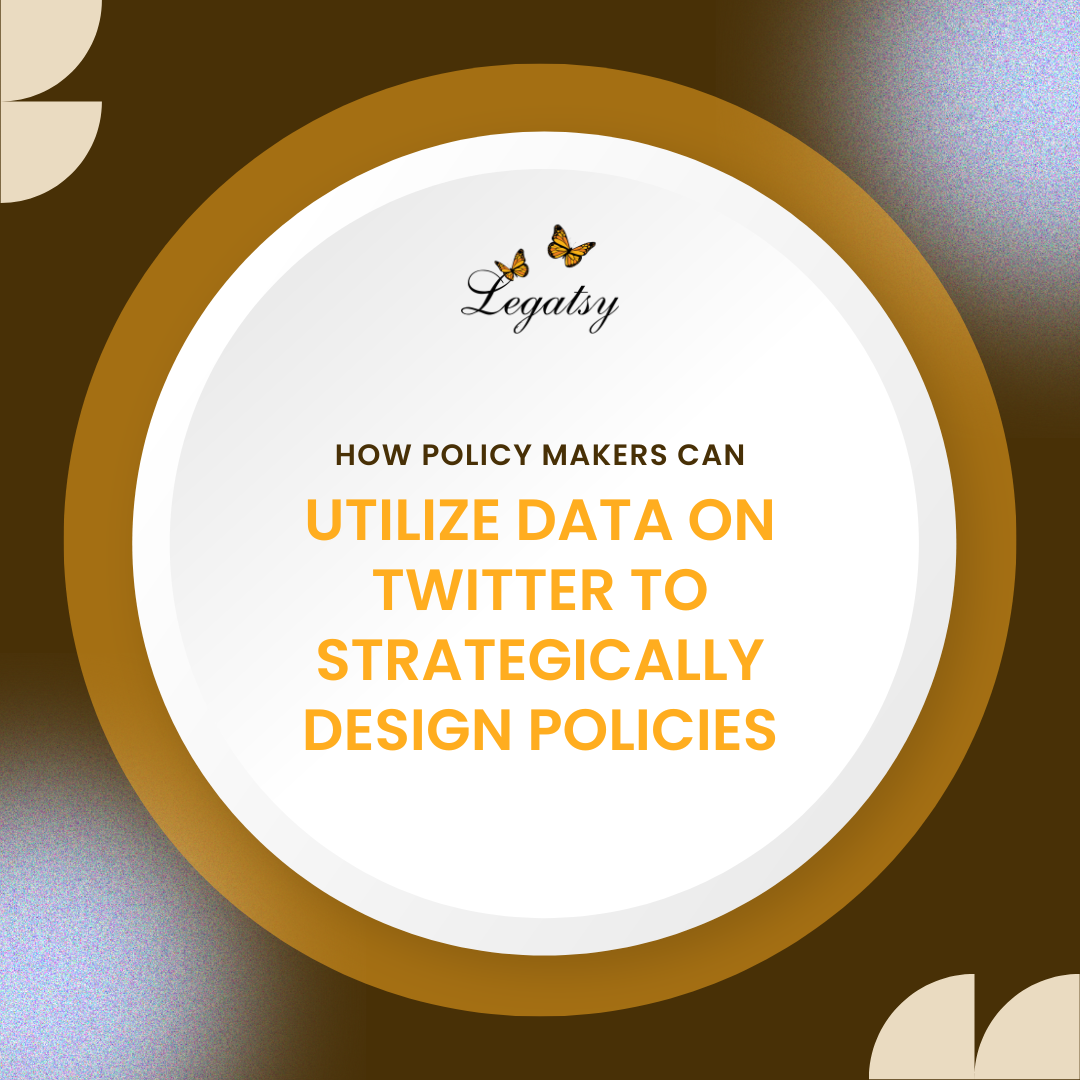 Legatsy
HOW POLICY MAKERS CAN
UTILIZE DATA ON
TWITTER TO
STRATEGICALLY
DESIGN POLICIES